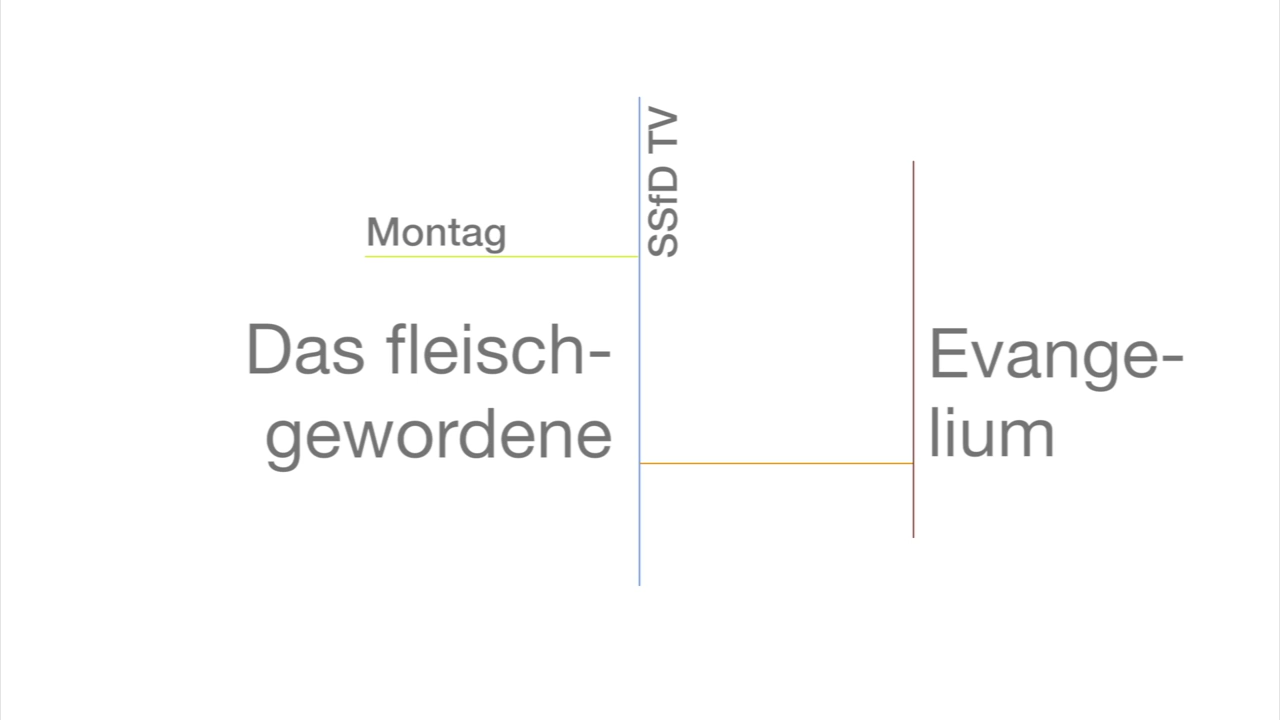 Montag
SSfD TV
Das fleisch-
gewordene
Evange-
lium